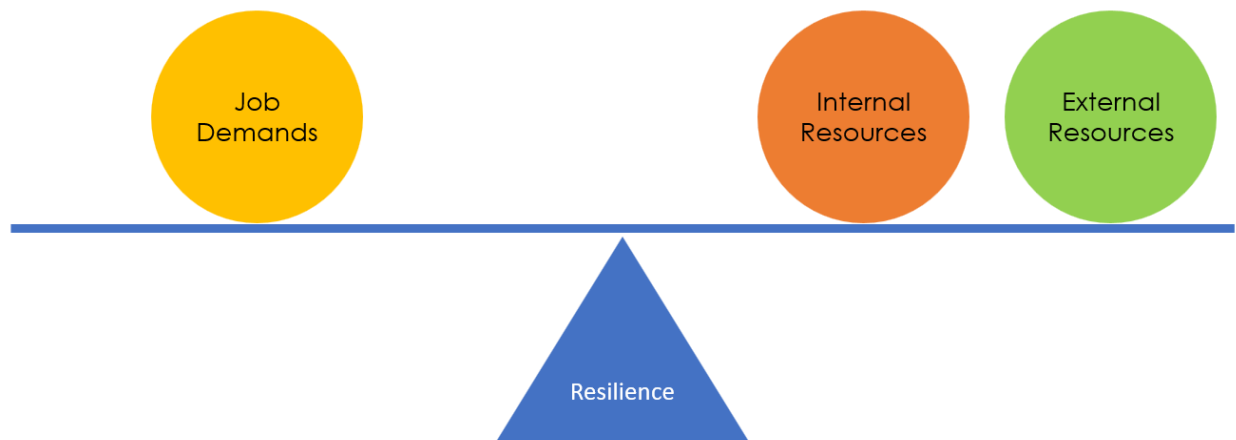 Job
Demands
Internal
Resources
External
Resources
Resilience